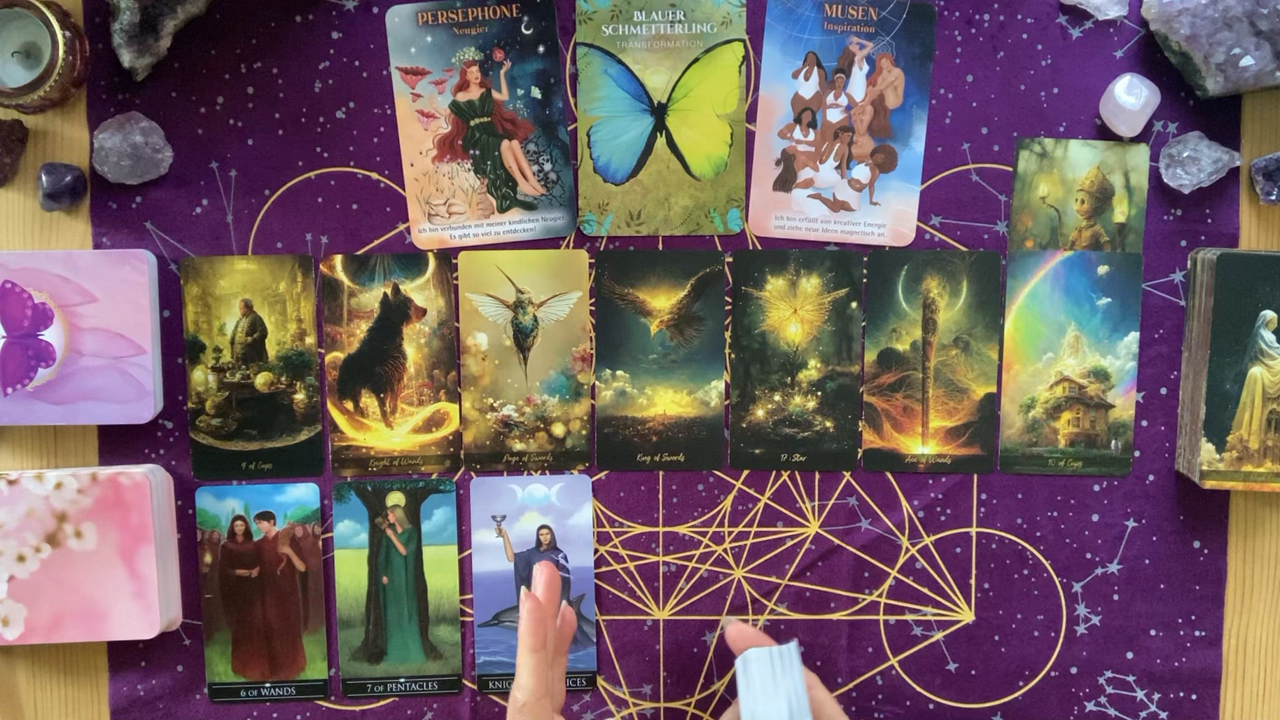 PERSEPHONE
Neugier
Ich bin verbunden mit meiner kindlichen Neugier.
Es gibt so viel zu entdecken!
BLAUER
SCHMETTERLING
TRANSFORMATION
MUSEN
Inspiration
Ich bin erfüllt von kreativer Energie
und ziehe neue Ideen magnetisch an.
9 of Cups
Knight of Wands
Page of Swords
King of Swords
17 : Star
Ace of Wands
10 of Cups
6 OF WANDS
7 OF PENTACLES